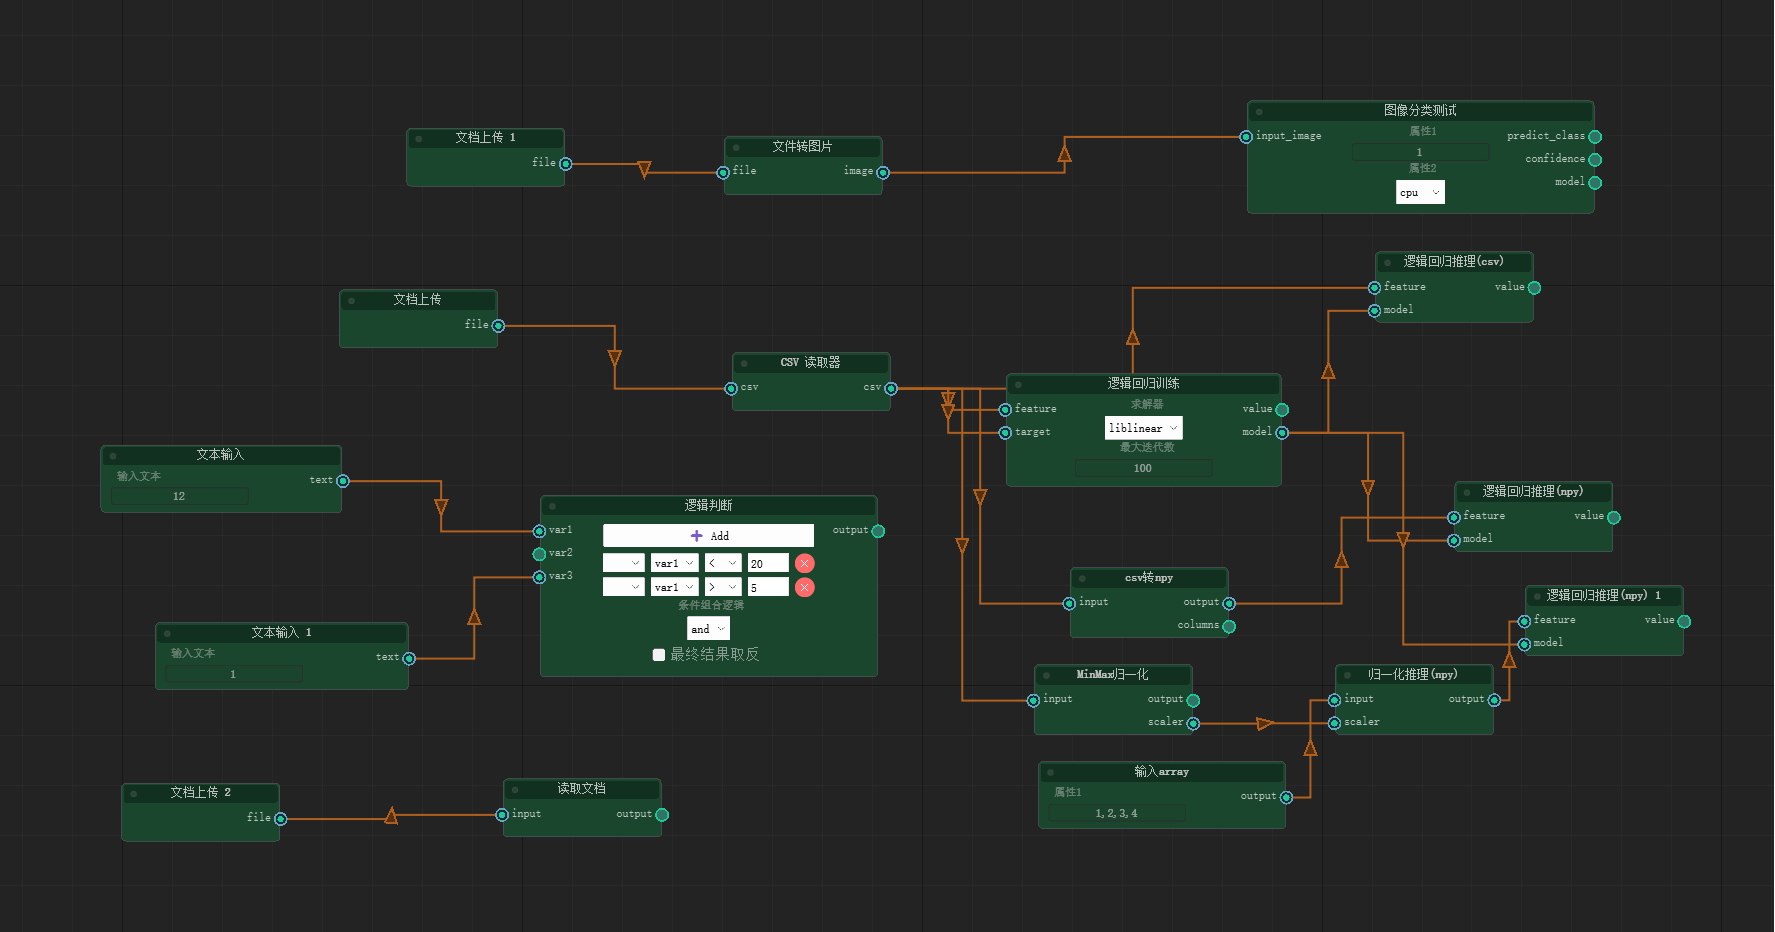 图像分类测试
input_image
属性1
1
属性2
cpu
predict_class
confidence
model
文档上传 1
file
文件转图片
file
image
逻辑回归推理(csv)
feature
value
model
文档上传
file
CSV 读取器
csv
csv
逻辑回归训练
feature
求解器
value
target
liblinear
model
最大迭代数
100
文本输入
输入文本
text
12
逻辑判断
var1
Add
output
var2
var1 < 20
var3
var1 > 5
条件组合逻辑
and
最终结果取反
逻辑回归推理(npy)
feature
value
model
csv转npy
input
output
columns
逻辑回归推理(npy) 1
feature
value
model
文本输入 1
输入文本
text
1
MinMax归一化
input
output
scaler
归一化推理(npy)
input
output
scaler
输入array
属性1
output
1,2,3,4
文档上传 2
file
读取文档
input
output